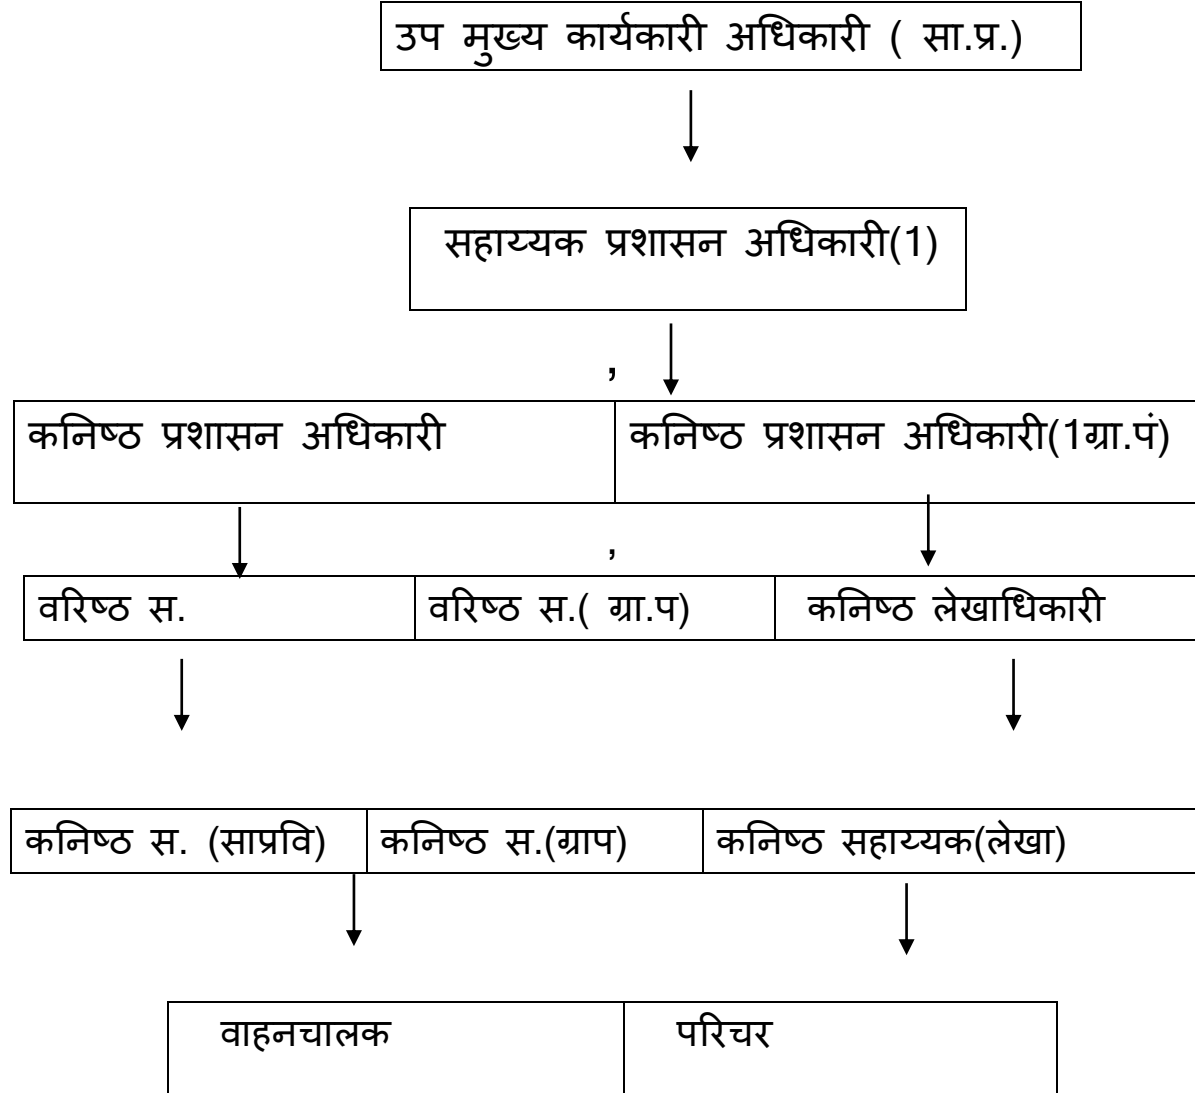 उप मुख्य कार्यकारी अधिकारी ( सा.प्र.)
सहाय्यक प्रशासन अधिकारी(1)
,
कनिष्ठ प्रशासन अधिकारी कनिष्ठ प्रशासन अधिकारी(1ग्रा.पं)
,
वरिष्ठ स. वरिष्ठ स.( ग्रा.प) कनिष्ठ लेखाधिकारी
कनिष्ठ स. (साप्रवि) कनिष्ठ स.(ग्राप) कनिष्ठ सहाय्यक(लेखा)
वाहनचालक परिचर